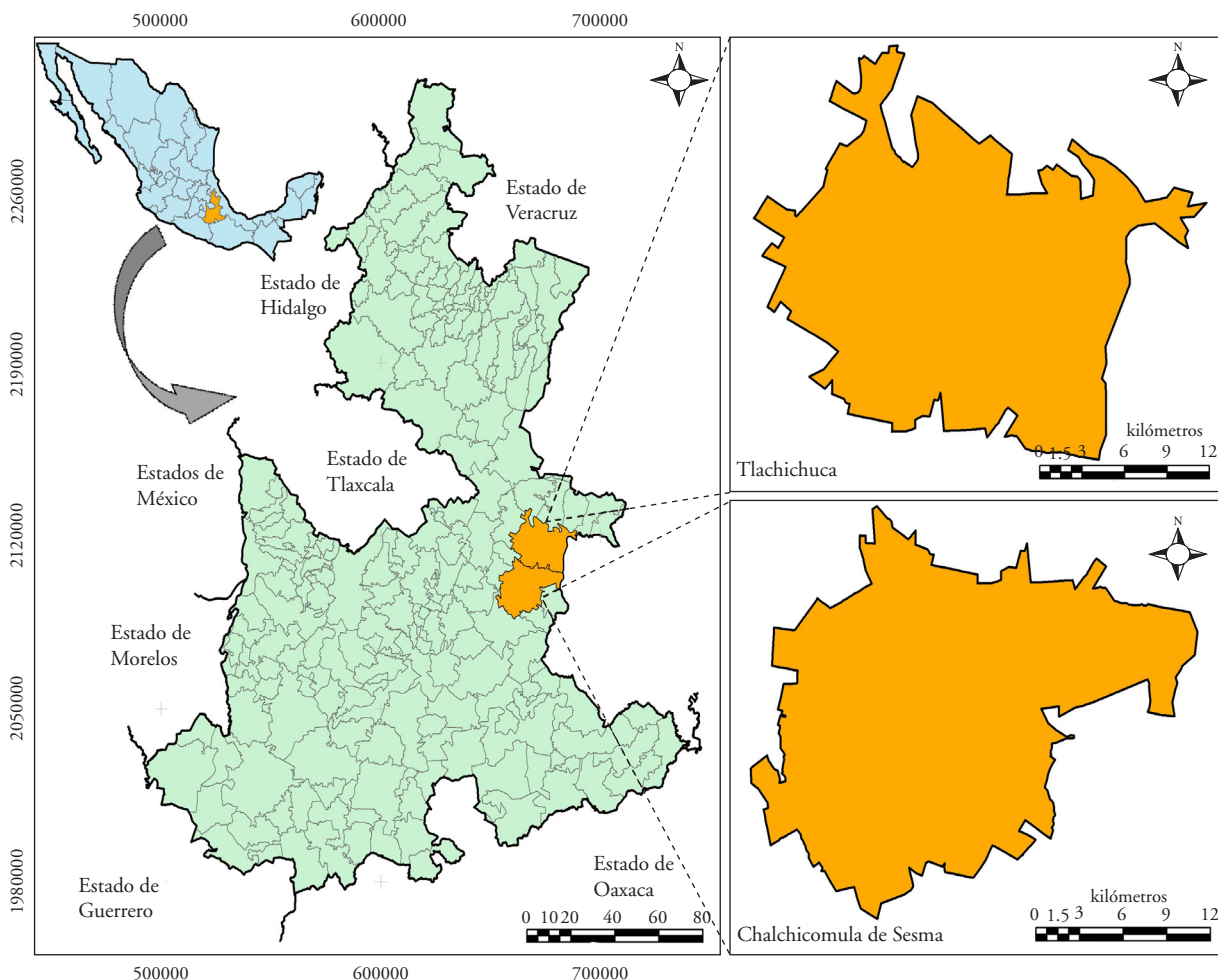 500000
600000
700000
N
N
2260000
2190000
2120000
2050000
1980000
Estado de
Veracruz
Estado de
Hidalgo
Estados de
México
Estado de
Tlaxcala
Estado de
Morelos
Estado de
Guerrero
Estado de
Oaxaca
0 10 20 40 60 80
500000
600000
700000
kilómetros
0 1.5 3 6 9 12
Tlachichuca
N
kilómetros
0 1.5 3 6 9 12
Chalchicomula de Sesma